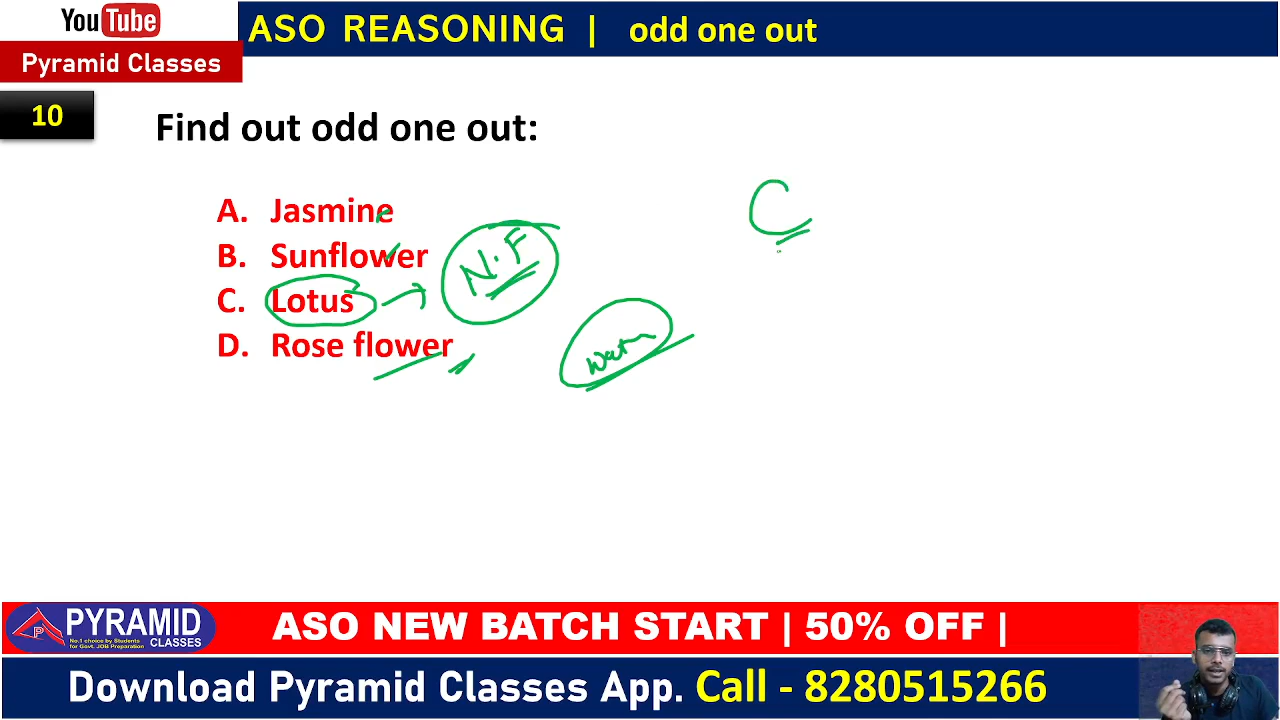 YouTube
ASO REASONING | odd one out
Pyramid Classes
10
Find out odd one out:
A. Jasmine
B. Sunflower
C. Lotus
D. Rose flower
N.F
C
water
PYRAMID
CLASSES
No.1 choice by Students
for Govt. JOB Preparation
ASO NEW BATCH START | 50% OFF |
Download Pyramid Classes App. Call - 8280515266